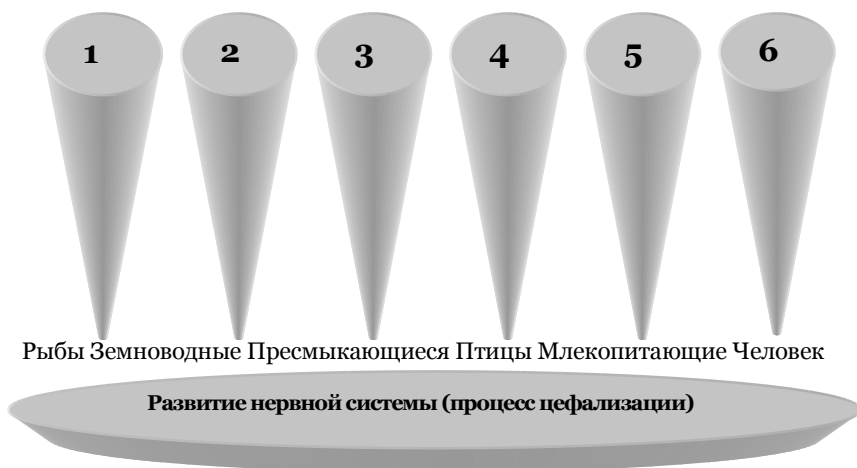 1 2 3 4 5 6
Рыбы Земноводные Пресмыкающиеся Птицы Млекопитающие Человек
Развитие нервной системы (процесс цефализации)